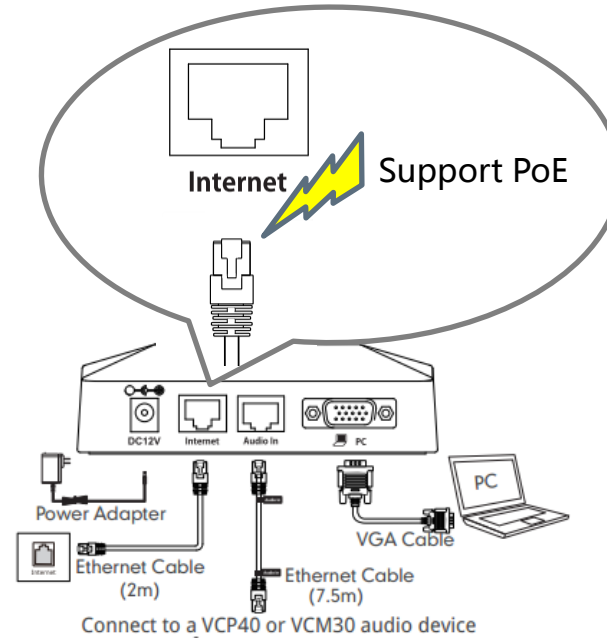 Internet
Support PoE
DC12V
Internet
Audio In
PC
Power Adapter
PC
VGA Cable
Internet
Ethernet Cable
(2m)
Ethernet Cable
(7.5m)
Connect to a VCP40 or VCM30 audio device